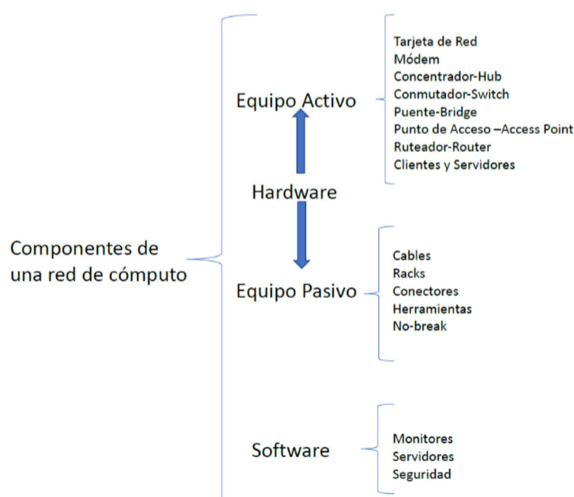 Componentes de
una red de cómputo
Equipo Activo
Tarjeta de Red
Módem
Concentrador-Hub
Conmutador-Switch
Puente-Bridge
Punto de Acceso –Access Point
Ruteador-Router
Clientes y Servidores
Hardware
Equipo Pasivo
Cables
Racks
Conectores
Herramientas
No-break
Software
Monitores
Servidores
Seguridad